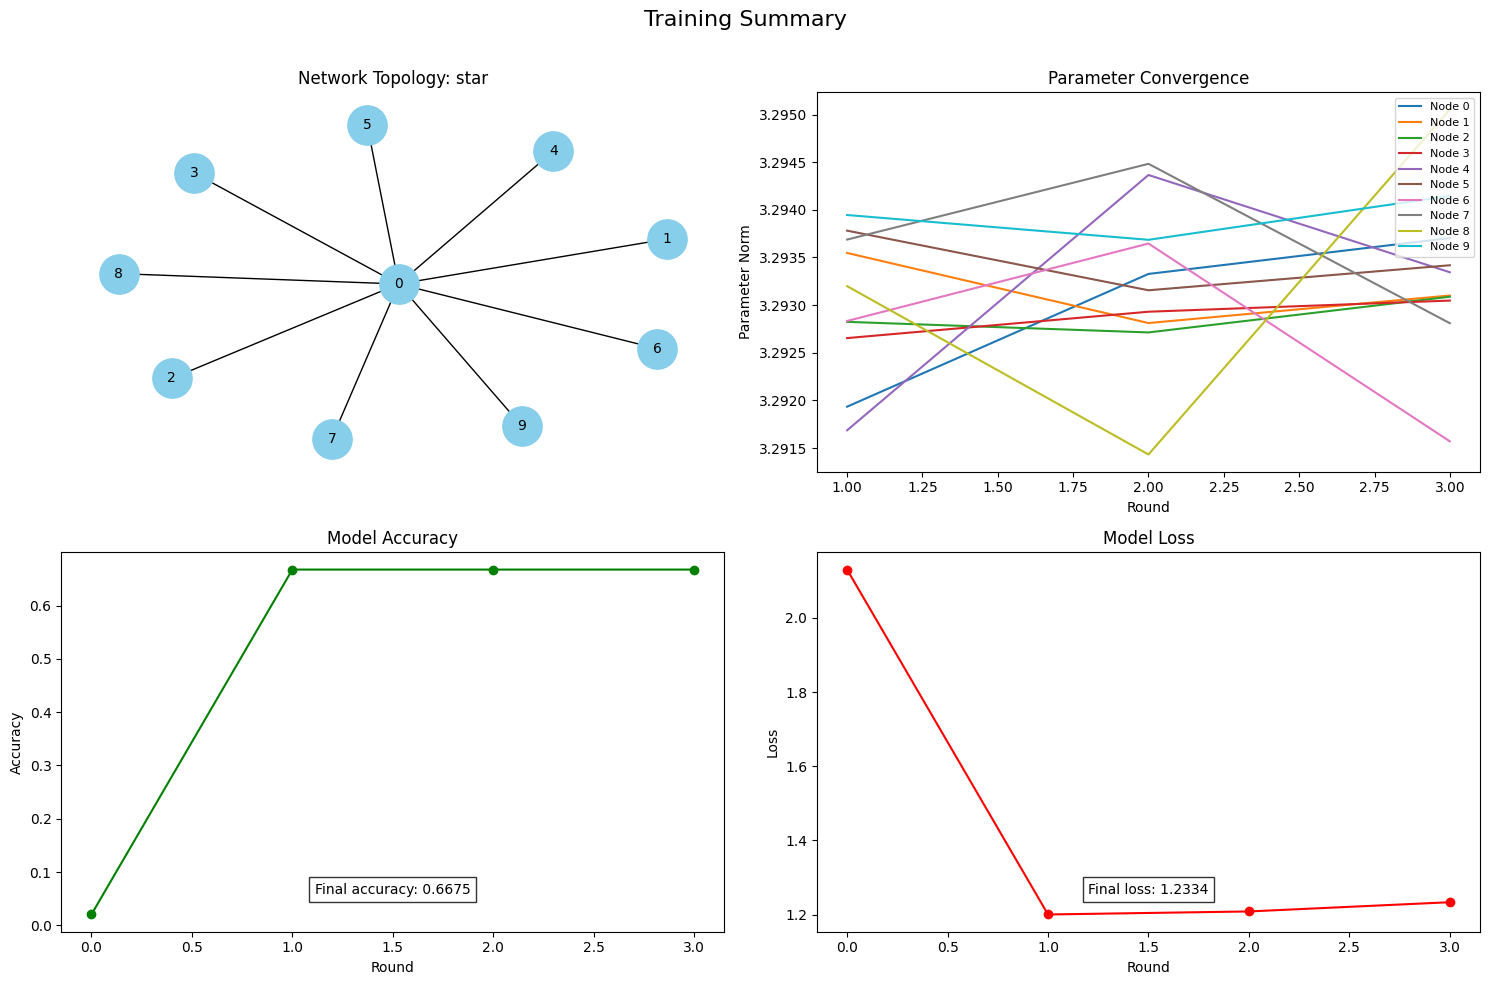 Training Summary
Network Topology: star
5
4
3
1
8
0
6
2
9
7
Parameter Convergence
3.2950
3.2945
3.2940
3.2935
3.2930
3.2925
3.2920
3.2915
Parameter Norm
Node 0
Node 1
Node 2
Node 3
Node 4
Node 5
Node 6
Node 7
Node 8
Node 9
1.00 1.25 1.50 1.75 2.00 2.25 2.50 2.75 3.00
Round
Model Accuracy
0.6
0.5
0.4
0.3
0.2
0.1
0.0
Accuracy
Final accuracy: 0.6675
0.0 0.5 1.0 1.5 2.0 2.5 3.0
Round
Model Loss
2.0
1.8
1.6
1.4
1.2
Loss
Final loss: 1.2334
0.0 0.5 1.0 1.5 2.0 2.5 3.0
Round